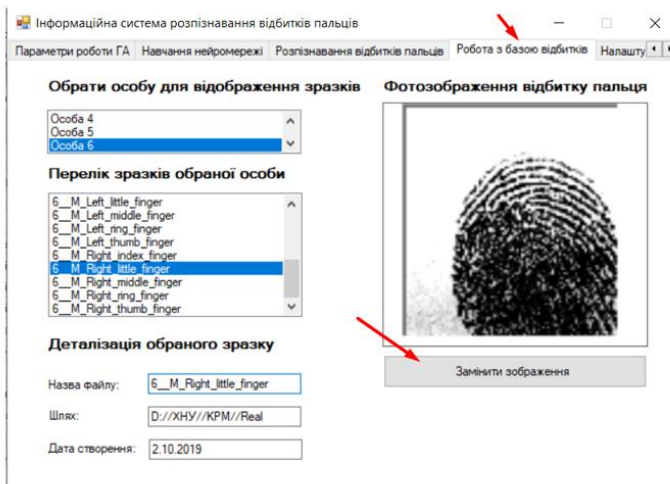 Інформаційна система розпізнавання відбитків пальців
Параметри роботи ГА Навчання нейромережі Розпізнавання відбитків пальців Робота з базою відбитків Налашту
Обрати особу для відображення зразків
Особа 4
Особа 5
Особа 6
Перелік зразків обраної особи
6__M_Left_little_finger
6__M_Left_middle_finger
6__M_Left_ring_finger
6__M_Left_thumb_finger
6__M_Right_index_finger
6__M_Right_little_finger
6__M_Right_middle_finger
6__M_Right_ring_finger
6__M_Right_thumb_finger
Деталізація обраного зразку
Назва файлу: 6__M_Right_little_finger
Шлях: D://ХНУ//КРМ//Real
Дата створення: 2.10.2019
Фотозображення відбитку пальця
Замінити зображення